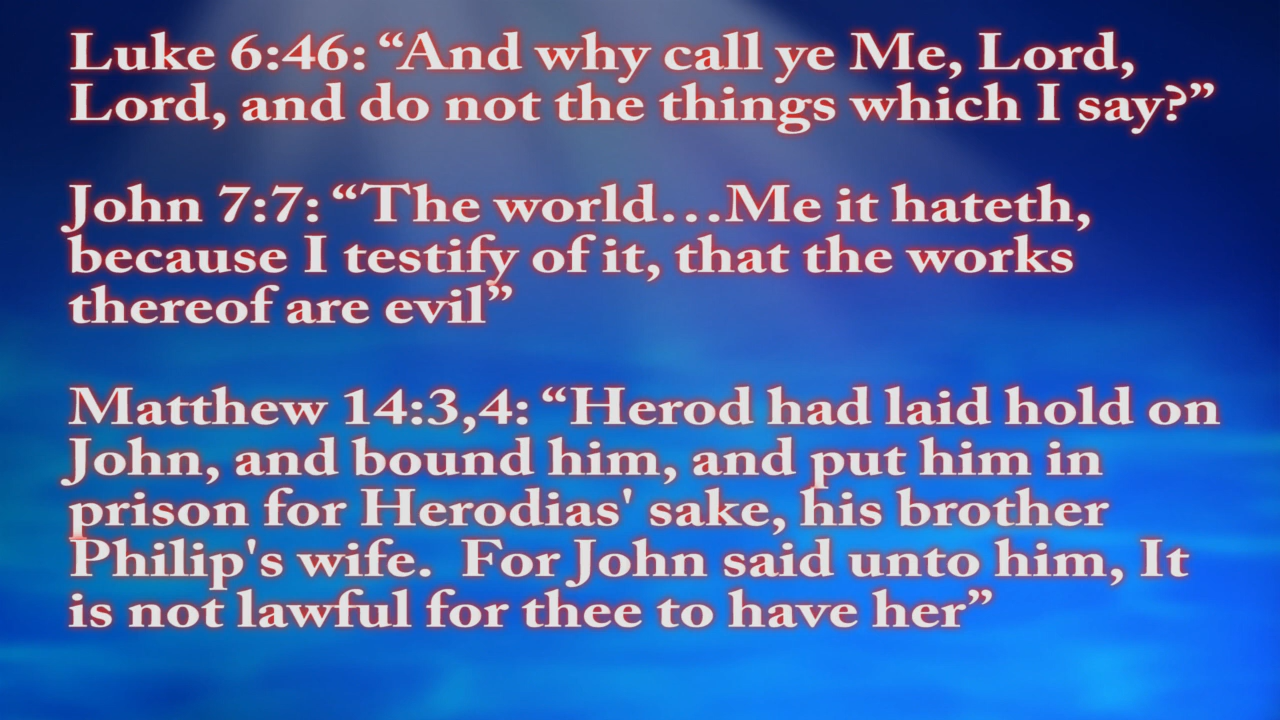 Luke 6:46: “And why call ye Me, Lord,
Lord, and do not the things which I say?”
John 7:7: “The world…Me it hateth,
because I testify of it, that the works
thereof are evil”
Matthew 14:3,4: “Herod had laid hold on
John, and bound him, and put him in
prison for Herodias' sake, his brother
Philip's wife.  For John said unto him, It
is not lawful for thee to have her”